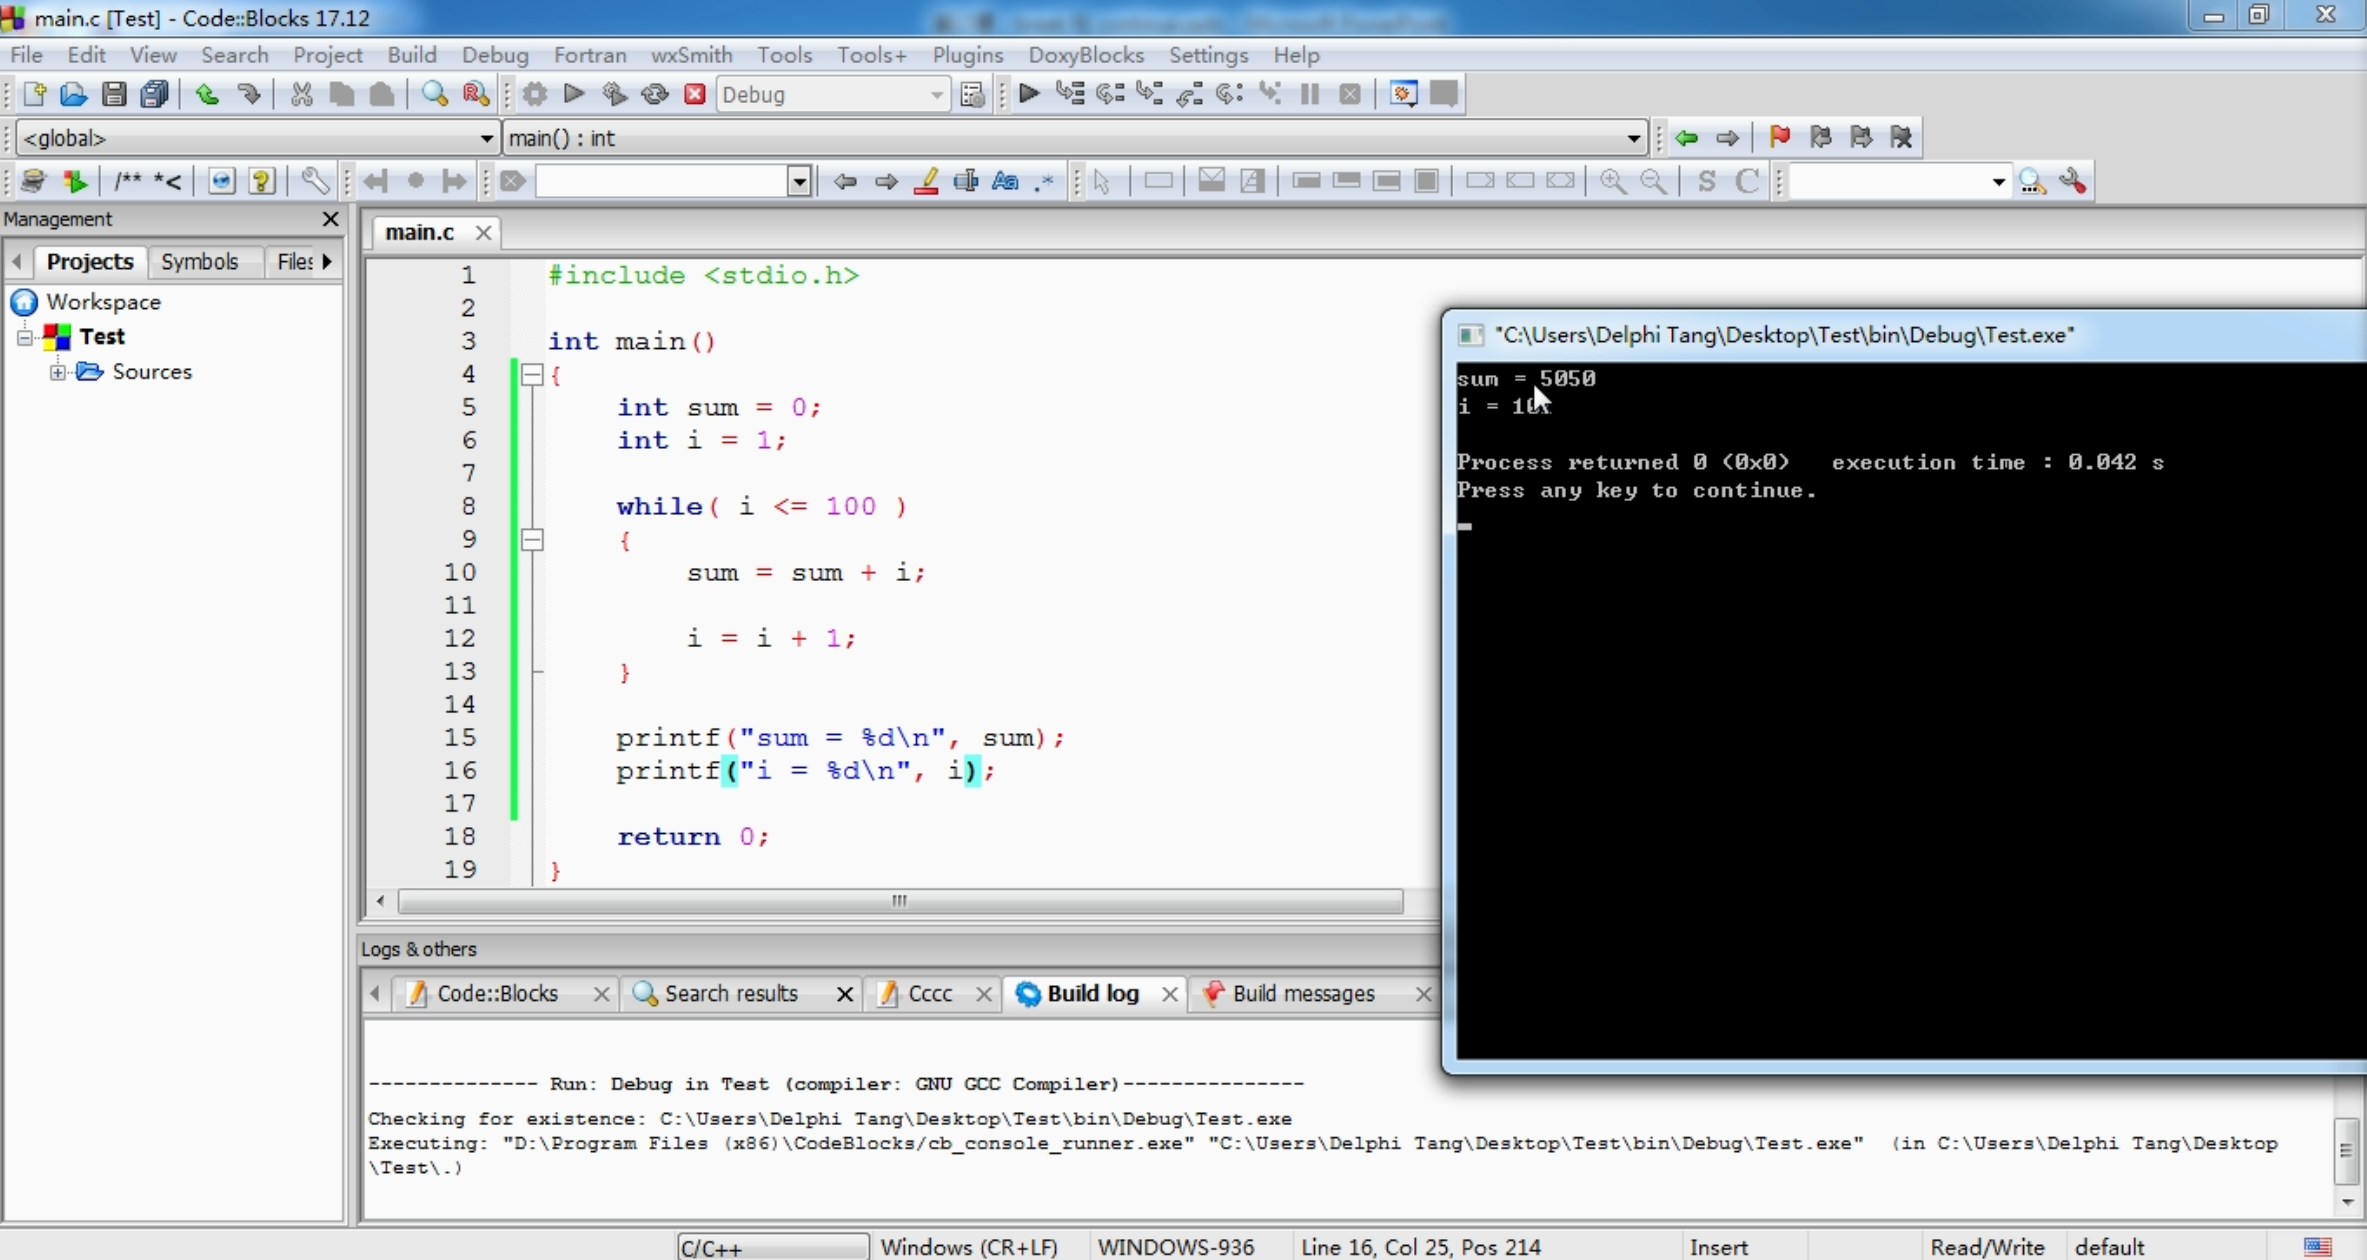 main.c [Test] - Code::Blocks 17.12
File Edit View Search Project Build Debug Fortran wxSmith Tools Tools+ Plugins DoxyBlocks Settings Help
Debug
<global> main() : int
/** *<
Aa .* S C
Management
main.c
Projects Symbols Files
Workspace
Test
Sources
1 #include <stdio.h>
2
3 int main()
4 {
5 int sum = 0;
6 int i = 1;
7
8 while( i <= 100 )
9 {
10 sum = sum + i;
11
12 i = i + 1;
13 }
14
15 printf("sum = %d\n", sum);
16 printf("i = %d\n", i);
17
18 return 0;
19 }
"C:\Users\Delphi Tang\Desktop\Test\bin\Debug\Test.exe"
sum = 5050
i =
Process returned 0 (0x0) execution time : 0.042 s
Press any key to continue.
Logs & others
Code::Blocks Search results Cccc Build log Build messages
-------------- Run: Debug in Test (compiler: GNU GCC Compiler)---------------
Checking for existence: C:\Users\Delphi Tang\Desktop\Test\bin\Debug\Test.exe
Executing: "D:\Program Files (x86)\CodeBlocks/cb_console_runner.exe" "C:\Users\Delphi Tang\Desktop\Test\bin\Debug\Test.exe" (in C:\Users\Delphi Tang\Desktop
\Test\.)
C/C++ Windows (CR+LF) WINDOWS-936 Line 16, Col 25, Pos 214 Insert Read/Write default